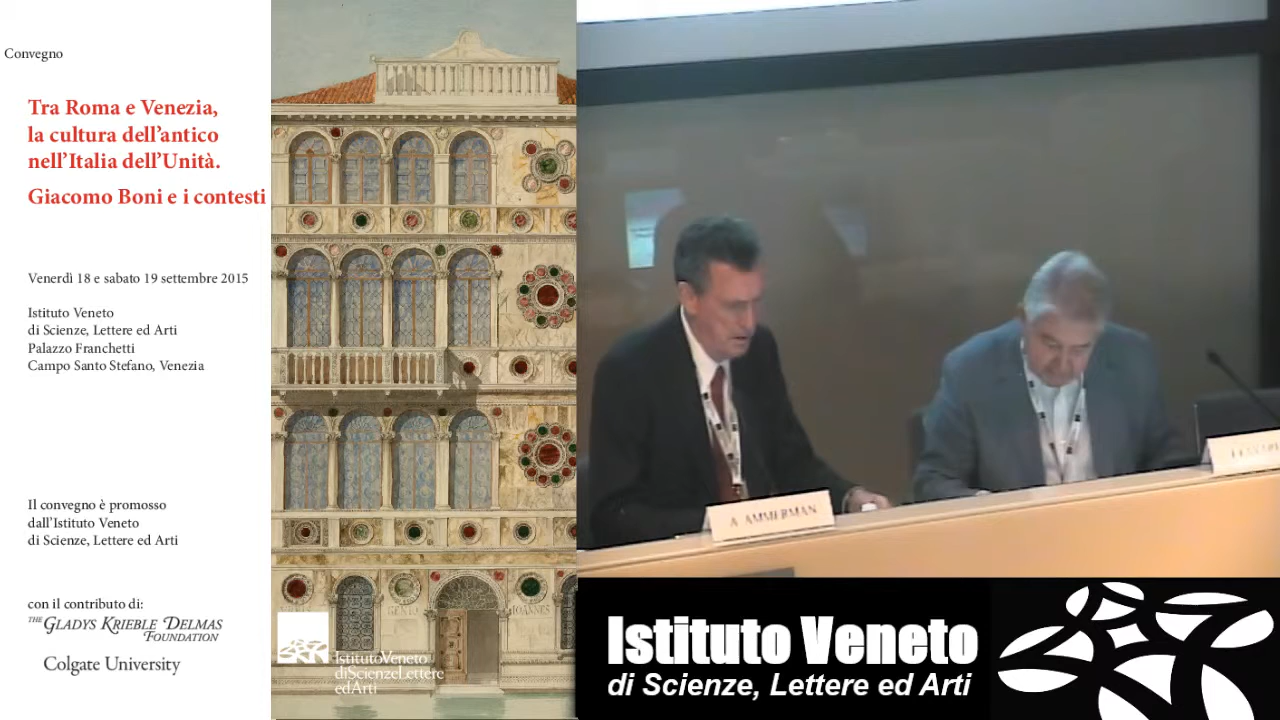 Convegno
Tra Roma e Venezia,
la cultura dell'antico
nell'Italia dell'Unità.
Giacomo Boni e i contesti
Venerdì 18 e sabato 19 settembre 2015
Istituto Veneto
di Scienze, Lettere ed Arti
Palazzo Franchetti
Campo Santo Stefano, Venezia
Il convegno è promosso
dall'Istituto Veneto
di Scienze, Lettere ed Arti
con il contributo di:
THE GLADYS KRIEBLE DELMAS
FOUNDATION
Colgate University
IstitutoVeneto
diScienzeLettere
edArti
A. AMMERMAN
Istituto Veneto
di Scienze, Lettere ed Arti